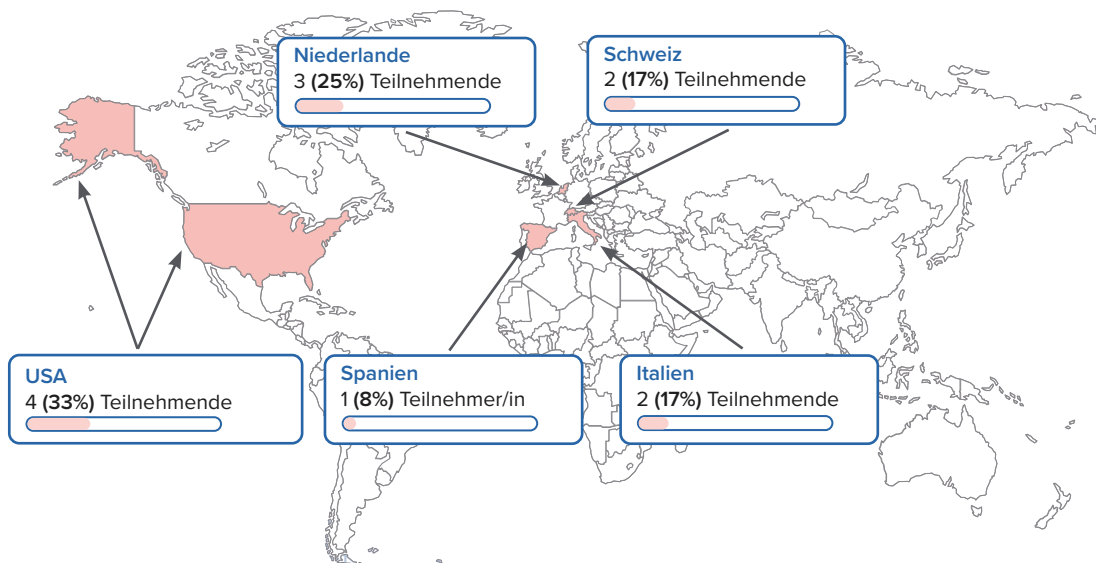 Niederlande
3 (25%) Teilnehmende
Schweiz
2 (17%) Teilnehmende
USA
4 (33%) Teilnehmende
Spanien
1 (8%) Teilnehmer/in
Italien
2 (17%) Teilnehmende